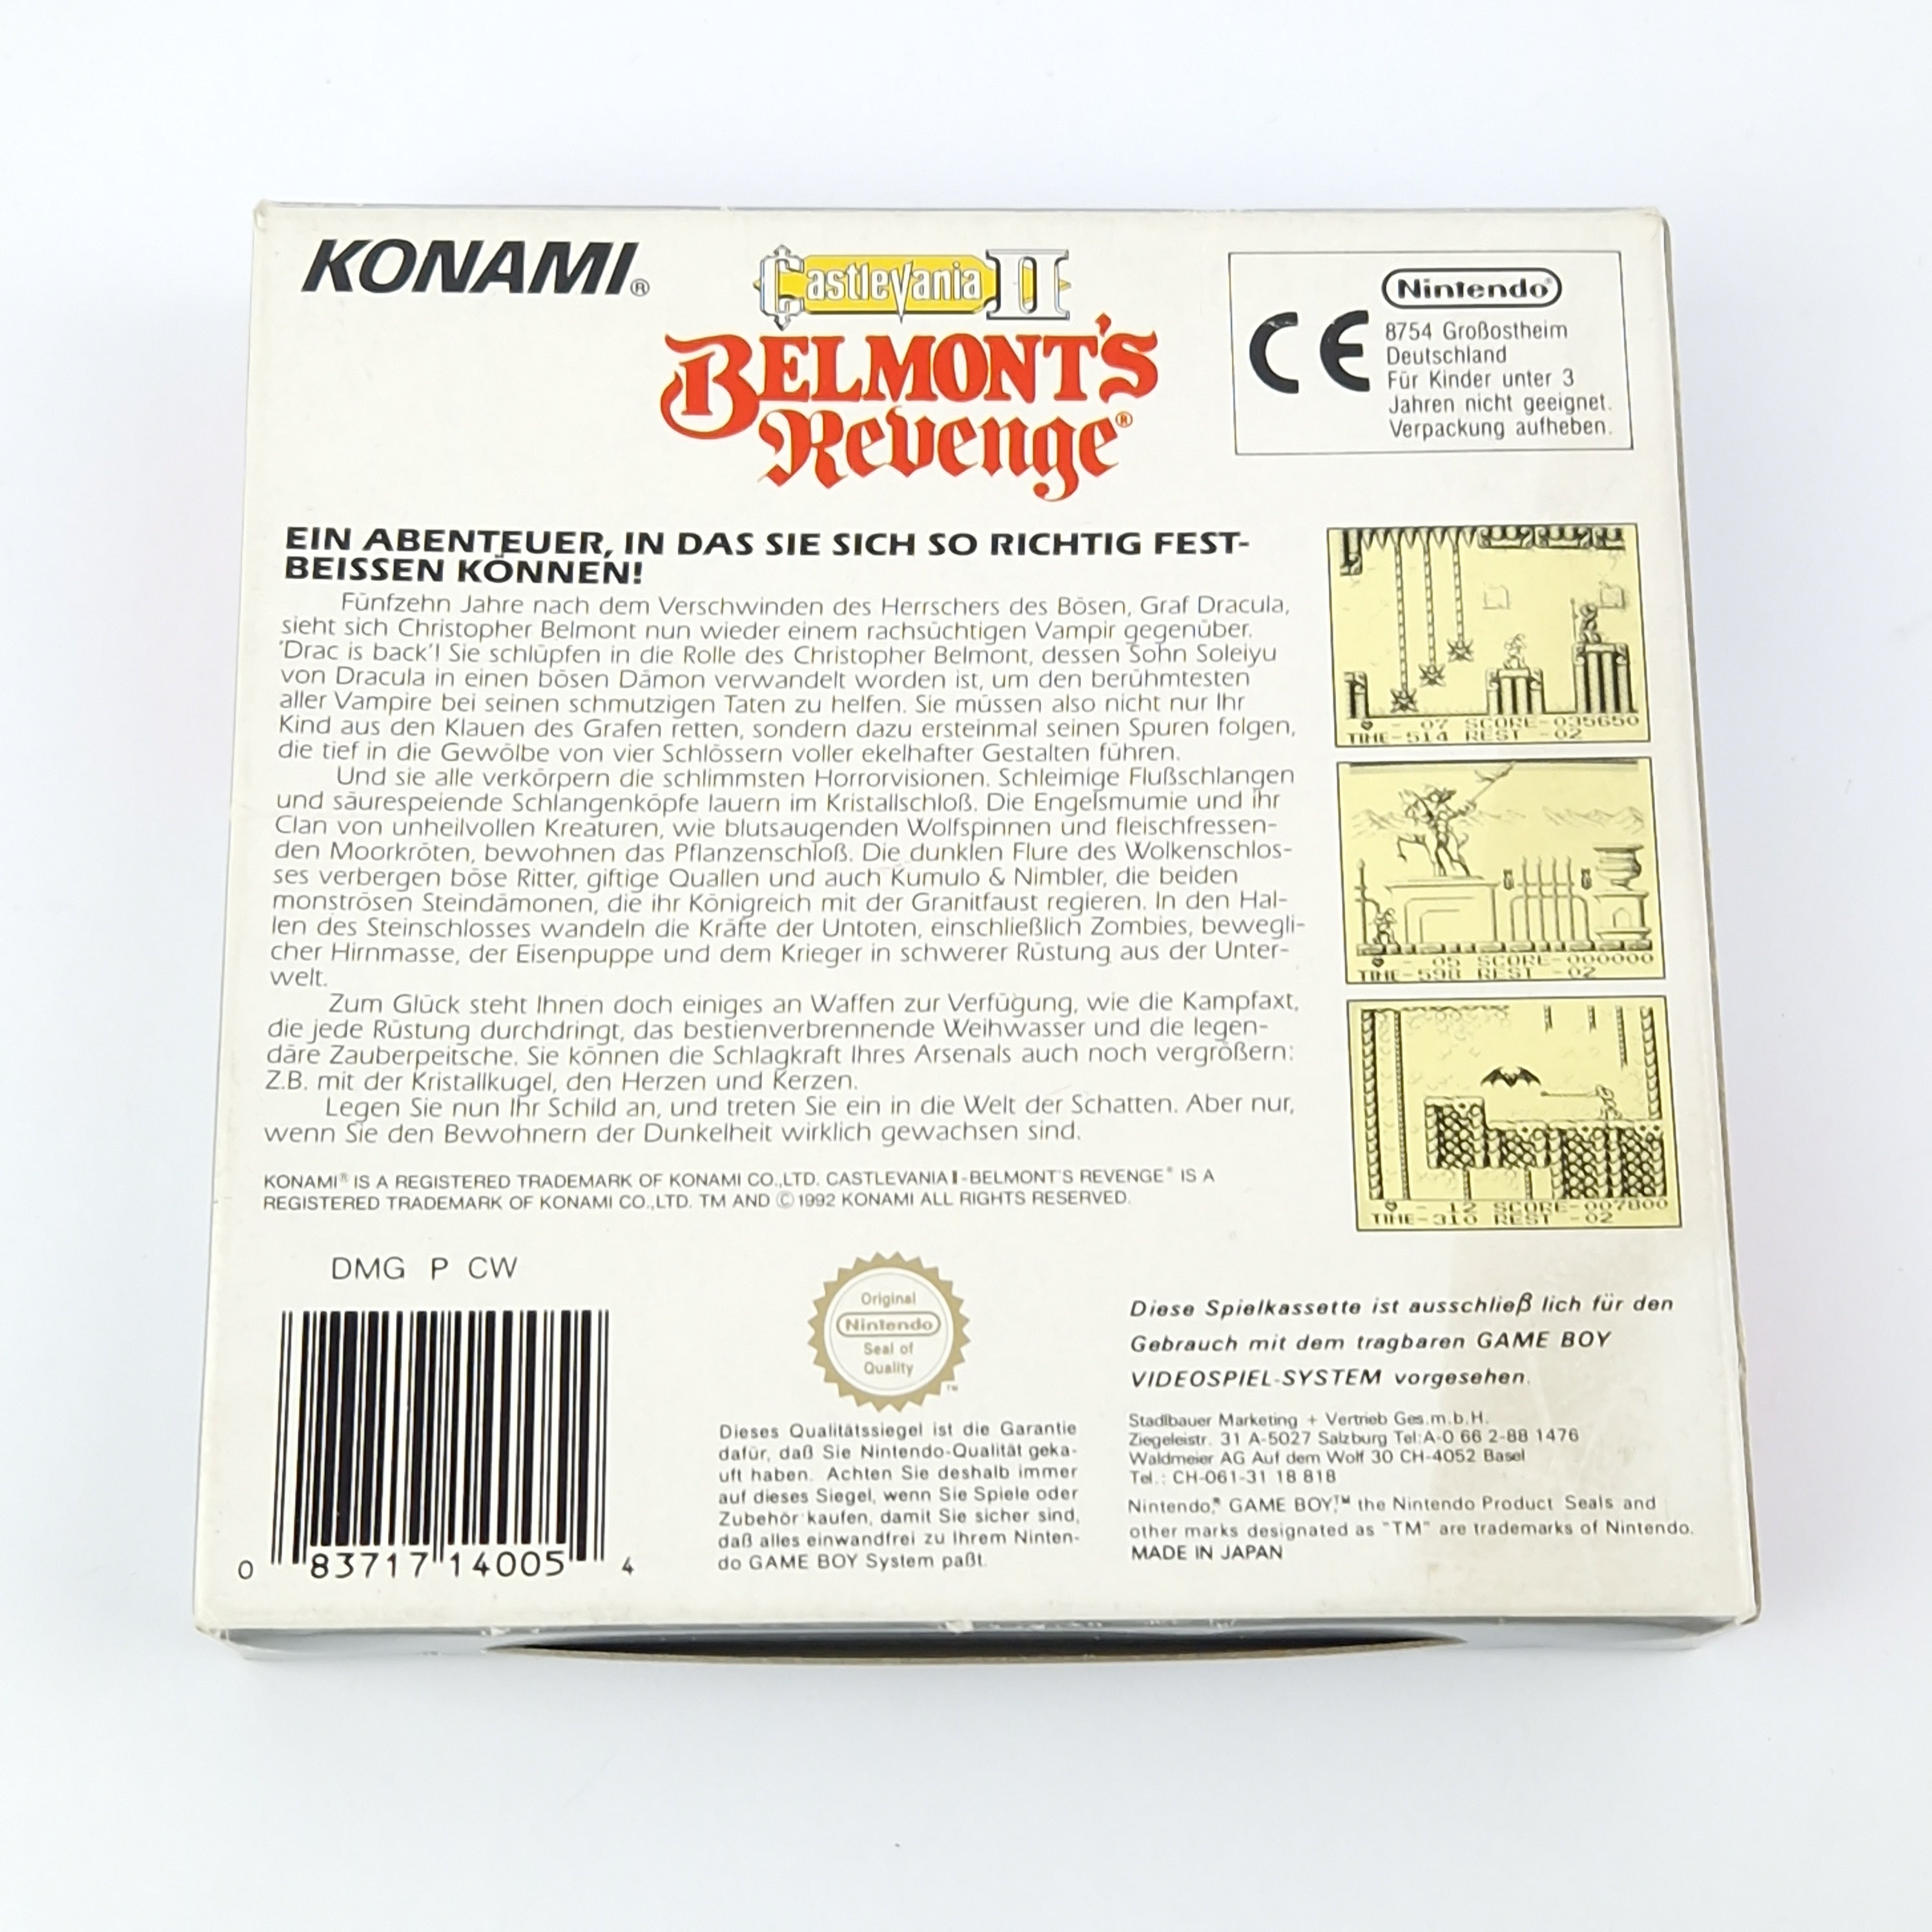 KONAMI®
CastleVania II
BELMONT'S
Revenge®
Nintendo®
CE
8754 Großostheim
Deutschland
Für Kinder unter 3
Jahren nicht geeignet.
Verpackung aufheben.
EIN ABENTEUER, IN DAS SIE SICH SO RICHTIG FEST-
BEISSEN KÖNNEN!
Fünfzehn Jahre nach dem Verschwinden des Herrschers des Bösen, Graf Dracula,
sieht sich Christopher Belmont nun wieder einem rachsüchtigen Vampir gegenüber.
'Drac is back'! Sie schlüpfen in die Rolle des Christopher Belmont, dessen Sohn Soleiyu
von Dracula in einen bösen Dämon verwandelt worden ist, um den berühmtesten
aller Vampire bei seinen schmutzigen Taten zu helfen. Sie müssen also nicht nur Ihr
Kind aus den Klauen des Grafen retten, sondern dazu ersteinmal seinen Spuren folgen,
die tief in die Gewölbe von vier Schlössern voller ekelhafter Gestalten führen.
Und sie alle verkörpern die schlimmsten Horrorvisionen. Schleimige Flußschlangen
und säurespeiende Schlangenköpfe lauern im Kristallschloß. Die Engelsmumie und ihr
Clan von unheilvollen Kreaturen, wie blutsaugenden Wolfspinnen und fleischfressen-
den Moorkröten, bewohnen das Pflanzenschloß. Die dunklen Flure des Wolkenschlos-
ses verbergen böse Ritter, giftige Quallen und auch Kumulo & Nimbler, die beiden
monströsen Steindämonen, die ihr Königreich mit der Granitfaust regieren. In den Hal-
len des Steinschlosses wandeln die Kräfte der Untoten, einschließlich Zombies, bewegli-
cher Hirnmasse, der Eisenpuppe und dem Krieger in schwerer Rüstung aus der Unter-
welt.
Zum Glück steht Ihnen doch einiges an Waffen zur Verfügung, wie die Kampfaxt,
die jede Rüstung durchdringt, das bestienverbrennende Weihwasser und die legen-
däre Zauberpeitsche. Sie können die Schlagkraft Ihres Arsenals auch noch vergrößern:
Z.B. mit der Kristallkugel, den Herzen und Kerzen.
Legen Sie nun Ihr Schild an, und treten Sie ein in die Welt der Schatten. Aber nur,
wenn Sie den Bewohnern der Dunkelheit wirklich gewachsen sind.
KONAMI® IS A REGISTERED TRADEMARK OF KONAMI CO.,LTD. CASTLEVANIA II-BELMONT'S REVENGE® IS A
REGISTERED TRADEMARK OF KONAMI CO.,LTD. TM AND ©1992 KONAMI ALL RIGHTS RESERVED.
- 07 SCORE-035650
TIME-514 REST -02
- 05 SCORE-000000
TIME-598 REST -02
- 12 SCORE-007800
TIME-310 REST -02
DMG P CW
0 83717 14005 4
Original
Nintendo
Seal of
Quality
TM
Dieses Qualitätssiegel ist die Garantie
dafür, daß Sie Nintendo-Qualität geka-
uft haben. Achten Sie deshalb immer
auf dieses Siegel, wenn Sie Spiele oder
Zubehör kaufen, damit Sie sicher sind,
daß alles einwandfrei zu Ihrem Ninten-
do GAME BOY System paßt.
Diese Spielkassette ist ausschließ lich für den
Gebrauch mit dem tragbaren GAME BOY
VIDEOSPIEL-SYSTEM vorgesehen.
Stadlbauer Marketing + Vertrieb Ges.m.b.H.
Ziegeleistr. 31 A-5027 Salzburg Tel:A-0 66 2-88 1476
Waldmeier AG Auf dem Wolf 30 CH-4052 Basel
Tel.: CH-061-31 18 818
Nintendo,® GAME BOY,™ the Nintendo Product Seals and
other marks designated as "TM" are trademarks of Nintendo.
MADE IN JAPAN